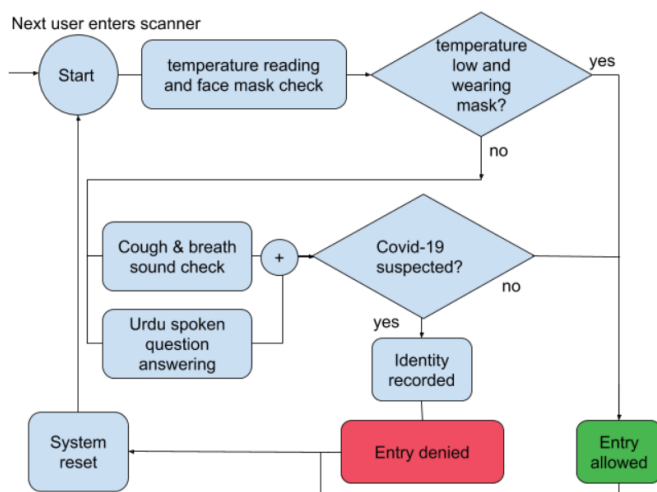 Next user enters scanner
Start
temperature reading
and face mask check
temperature
low and
wearing
mask?
yes
no
Cough & breath
sound check
+
Covid-19
suspected?
no
Urdu spoken
question
answering
yes
Identity
recorded
System
reset
Entry denied
Entry
allowed